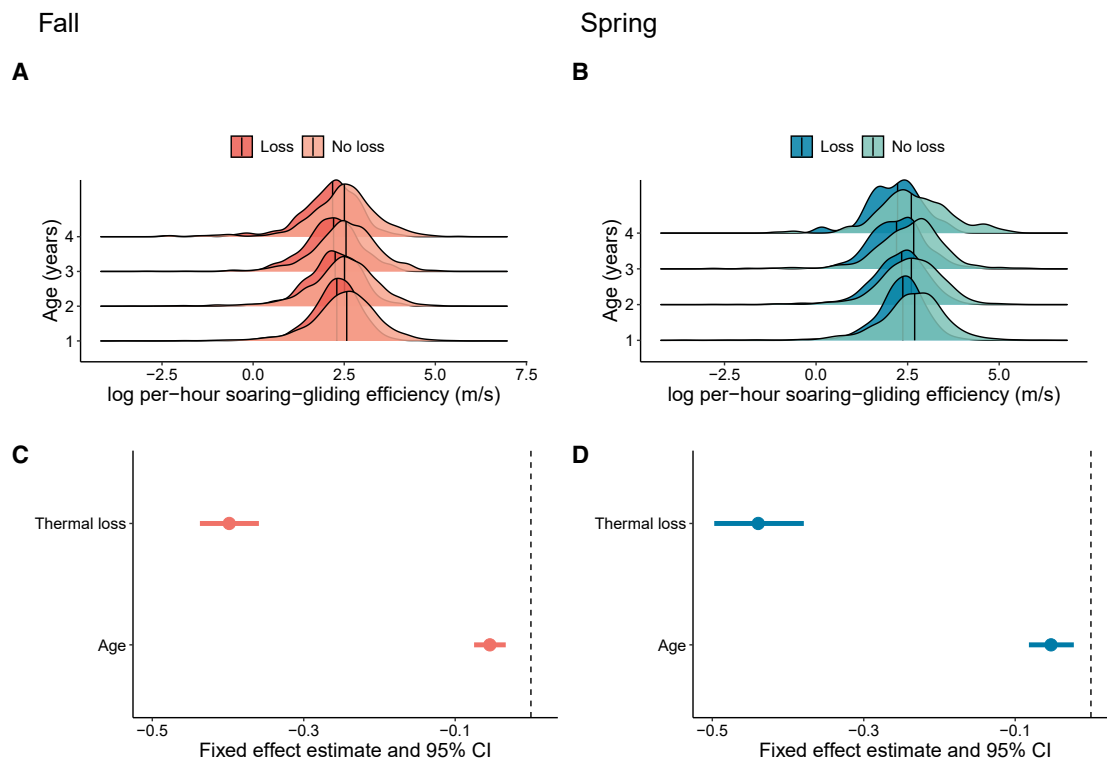 Fall
Spring
A
B
Loss
No loss
Loss
No loss
Age (years)
4
3
2
1
−2.5
0.0
2.5
5.0
7.5
log per−hour soaring−gliding efficiency (m/s)
Age (years)
4
3
2
1
−2.5
0.0
2.5
5.0
log per−hour soaring−gliding efficiency (m/s)
C
D
Thermal loss
Age
−0.5
−0.3
−0.1
Fixed effect estimate and 95% CI
Thermal loss
Age
−0.5
−0.3
−0.1
Fixed effect estimate and 95% CI